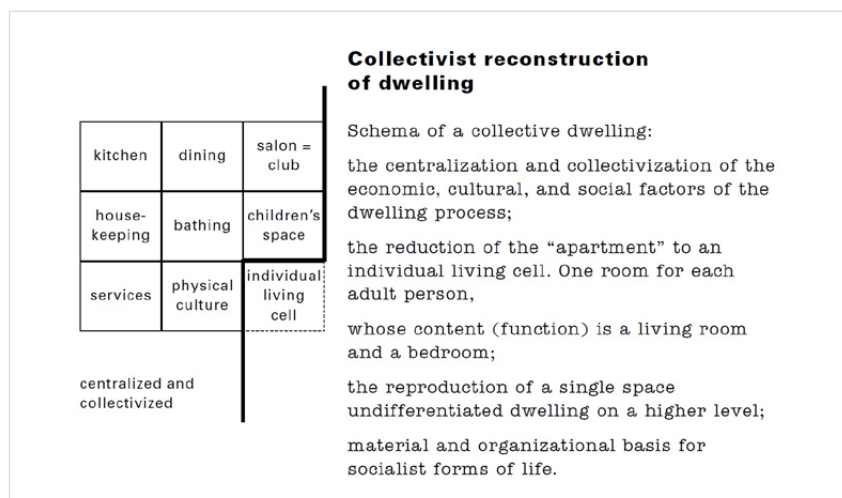 Collectivist reconstruction
of dwelling
kitchen
dining
salon =
club
house-
keeping
bathing
children's
space
services
physical
culture
individual
living
cell
centralized and
collectivized
Schema of a collective dwelling:
the centralization and collectivization of the
economic, cultural, and social factors of the
dwelling process;
the reduction of the “apartment” to an
individual living cell. One room for each
adult person,
whose content (function) is a living room
and a bedroom;
the reproduction of a single space
undifferentiated dwelling on a higher level;
material and organizational basis for
socialist forms of life.